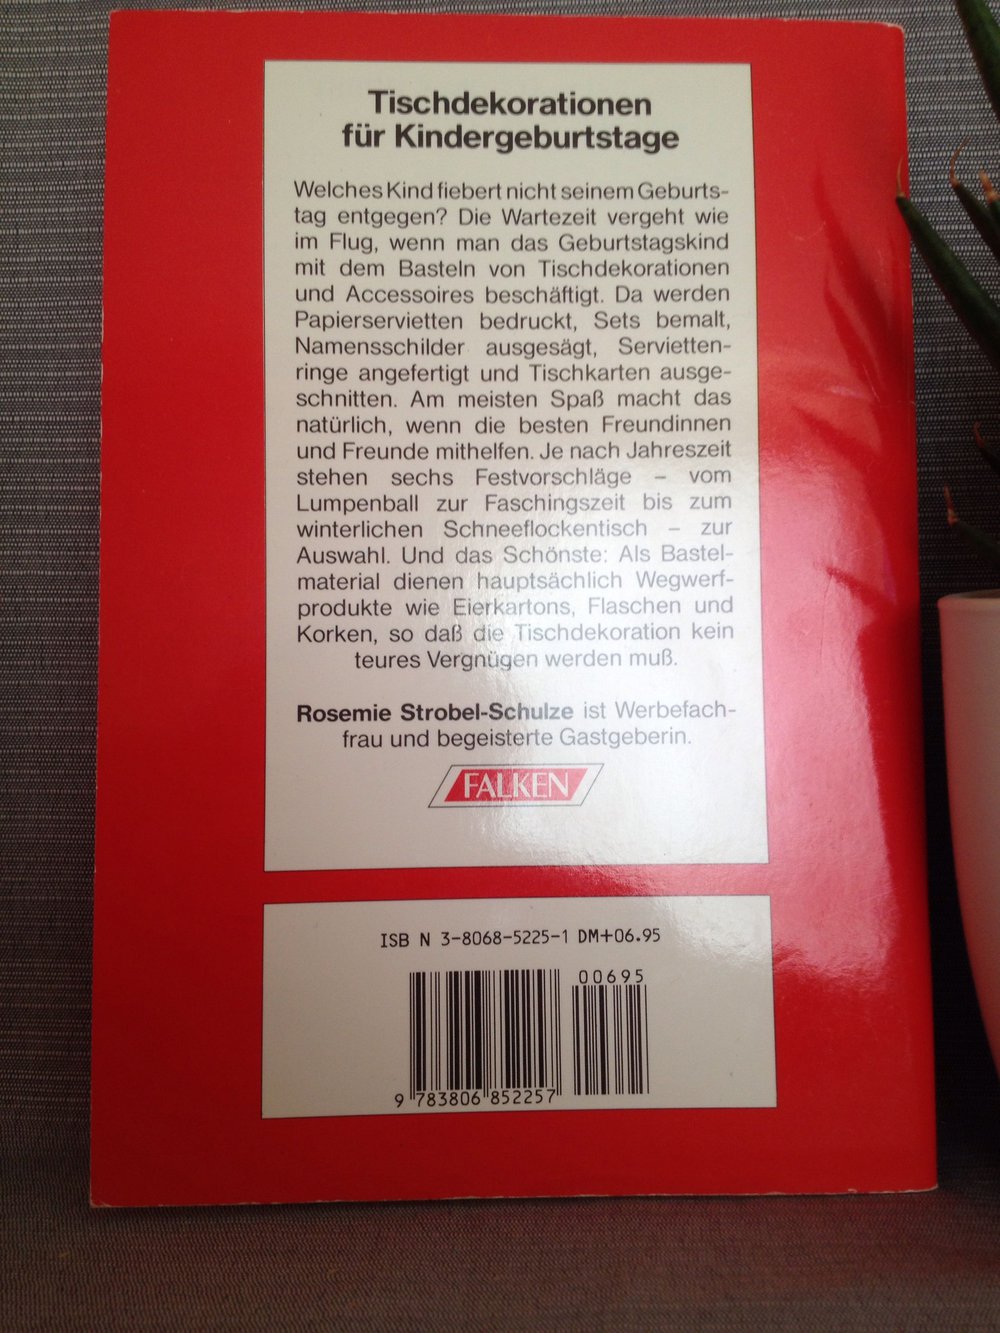 Tischdekorationen
für Kindergeburtstage
Welches Kind fiebert nicht seinem Geburts-
tag entgegen? Die Wartezeit vergeht wie
im Flug, wenn man das Geburtstagskind
mit dem Basteln von Tischdekorationen
und Accessoires beschäftigt. Da werden
Papierservietten bedruckt, Sets bemalt,
Namensschilder ausgesägt, Servietten-
ringe angefertigt und Tischkarten ausge-
schnitten. Am meisten Spaß macht das
natürlich, wenn die besten Freundinnen
und Freunde mithelfen. Je nach Jahreszeit
stehen sechs Festvorschläge – vom
Lumpenball zur Faschingszeit bis zum
winterlichen Schneeflockentisch – zur
Auswahl. Und das Schönste: Als Bastel-
material dienen hauptsächlich Wegwerf-
produkte wie Eierkartons, Flaschen und
Korken, so daß die Tischdekoration kein
teures Vergnügen werden muß.
Rosemie Strobel-Schulze ist Werbefach-
frau und begeisterte Gastgeberin.
FALKEN
ISB N 3-8068-5225-1 DM+06.95
00695
9 783806 852257